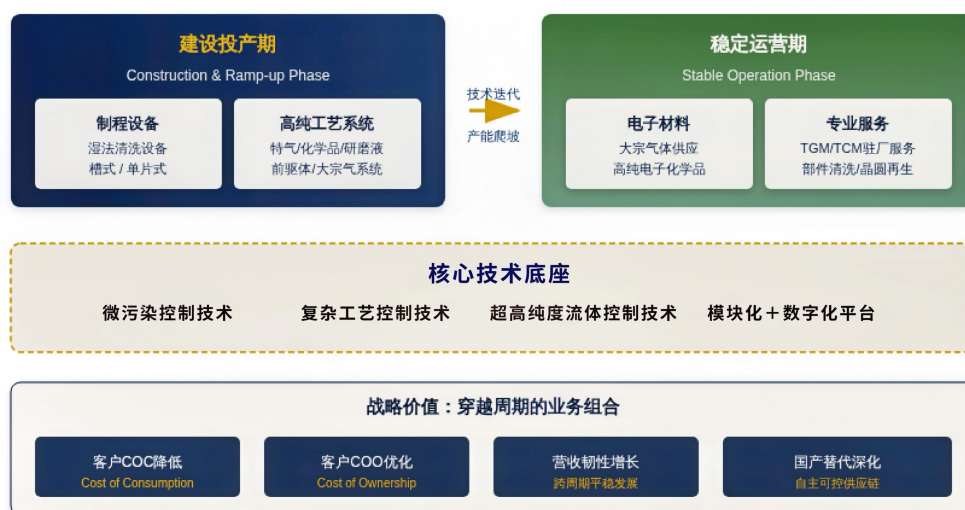 建设投产期
Construction & Ramp-up Phase
制程设备
湿法清洗设备
槽式 / 单片式
高纯工艺系统
特气/化学品/研磨液
前驱体/大宗气系统
技术迭代
产能爬坡
稳定运营期
Stable Operation Phase
电子材料
大宗气体供应
高纯电子化学品
专业服务
TGM/TCM驻厂服务
部件清洗/晶圆再生
核心技术底座
微污染控制技术
复杂工艺控制技术
超高纯度流体控制技术
模块化＋数字化平台
战略价值：穿越周期的业务组合
客户COC降低
Cost of Consumption
客户COO优化
Cost of Ownership
营收韧性增长
跨周期平稳发展
国产替代深化
自主可控供应链